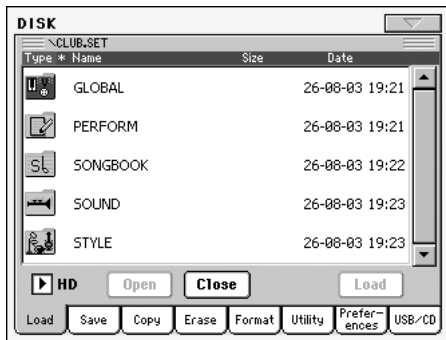 DISK
\CLUB.SET
Type * Name Size Date
GLOBAL 26-08-03 19:21
PERFORM 26-08-03 19:21
Sb SONGBOOK 26-08-03 19:22
SOUND 26-08-03 19:23
STYLE 26-08-03 19:23
HD Open Close Load
Load Save Copy Erase Format Utility Prefer-ences USB/CD